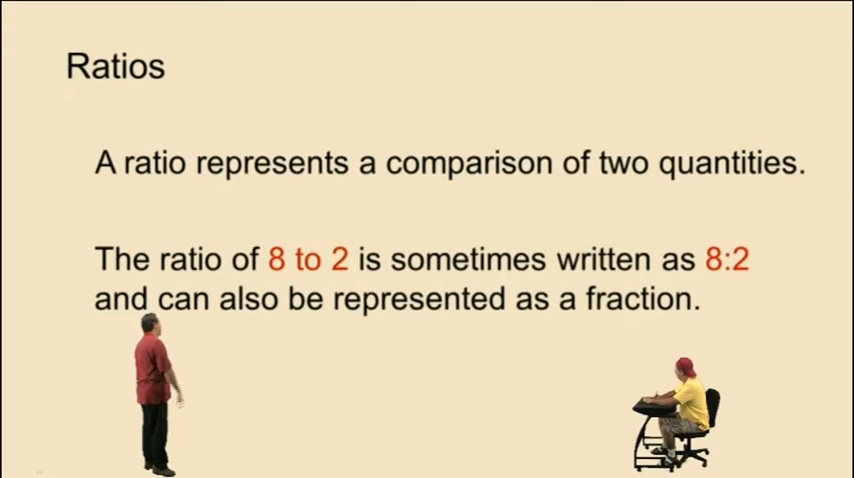 Ratios
A ratio represents a comparison of two quantities.
The ratio of 8 to 2 is sometimes written as 8:2
and can also be represented as a fraction.